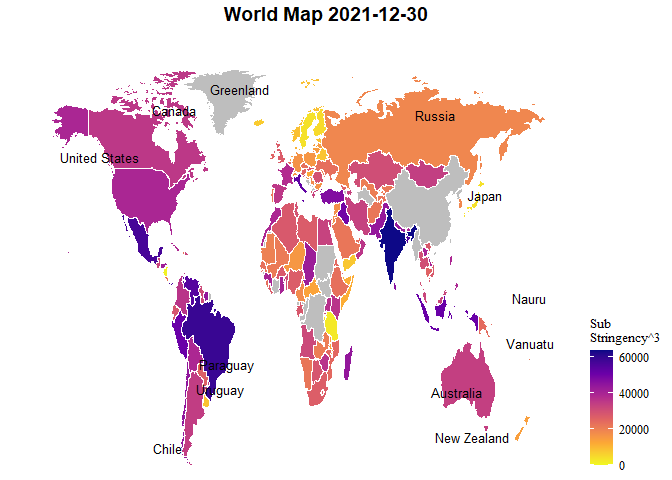 World Map 2021-12-30
Greenland
Canada
Russia
United States
Japan
Nauru
Sub
Stringency^3
Vanuatu
60000
Paraguay
40000
Uruguay
Australia
20000
New Zealand
Chile
0